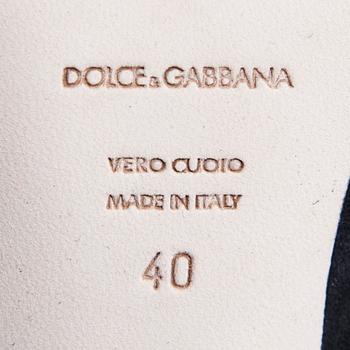 DOLCE & GABBANA
VERO CUOIO
MADE IN ITALY
40